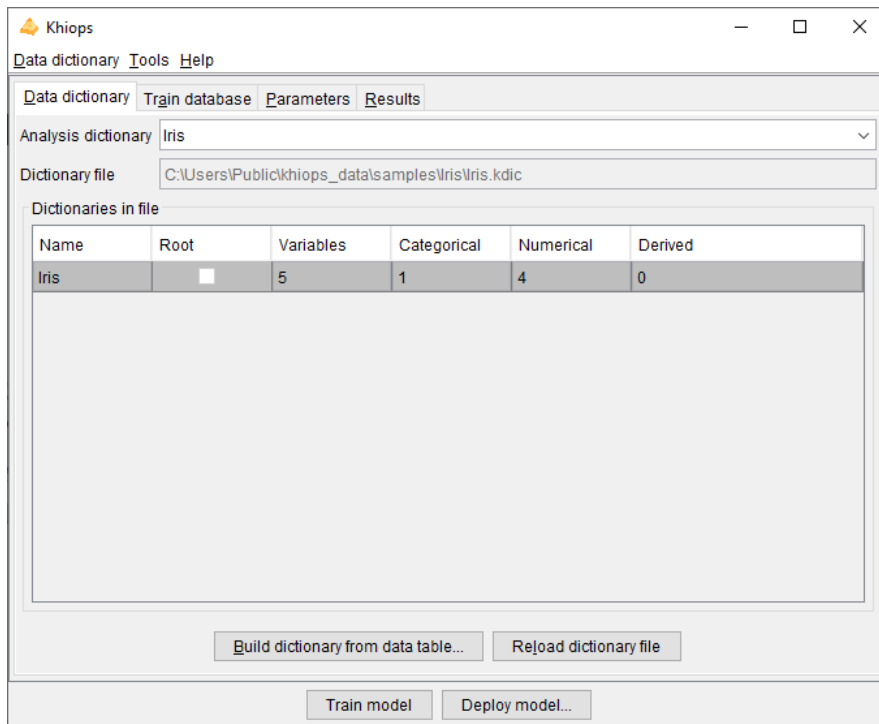 Khiops
Data dictionary Tools Help
Data dictionary Train database Parameters Results
Analysis dictionary Iris
Dictionary file C:\Users\Public\khiops_data\samples\Iris\Iris.kdic
Dictionaries in file
Name Root Variables Categorical Numerical Derived
Iris 5 1 4 0
Build dictionary from data table... Reload dictionary file
Train model Deploy model...